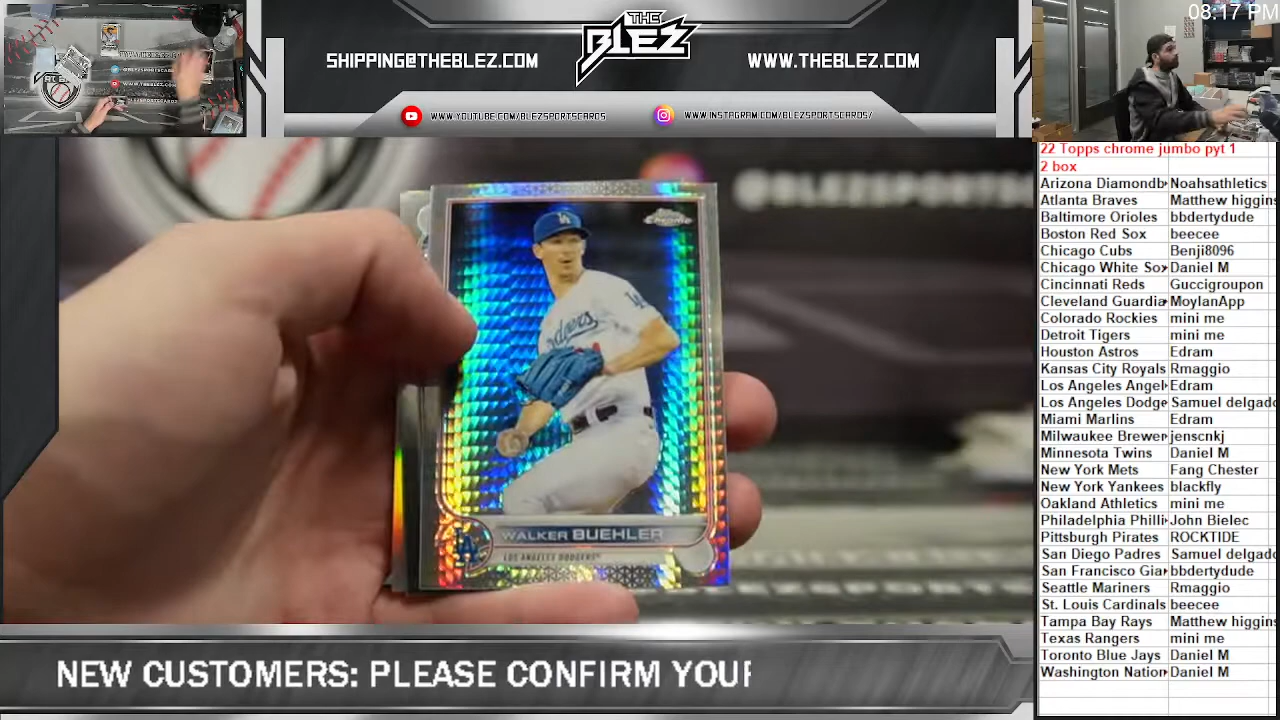 08:17 PM
THE
BLEZ
SHIPPING@THEBLEZ.COM
WWW.THEBLEZ.COM
WWW.YOUTUBE.COM/BLEZSPORTSCARDS
WWW.INSTAGRAM.COM/BLEZSPORTSCARDS/
@BLEZSPORTSC
Chrome
LA
WALKER BUEHLER
LOS ANGELES DODGERS
NEW CUSTOMERS: PLEASE CONFIRM YOUR
22 Topps chrome jumbo pyt 1
2 box
Arizona Diamondb Noahsathletics
Atlanta Braves Matthew higgins
Baltimore Orioles bbdertydude
Boston Red Sox beecee
Chicago Cubs Benji8096
Chicago White Sox Daniel M
Cincinnati Reds Guccigroupon
Cleveland Guardia MoylanApp
Colorado Rockies mini me
Detroit Tigers mini me
Houston Astros Edram
Kansas City Royals Rmaggio
Los Angeles Angel Edram
Los Angeles Dodge Samuel delgado
Miami Marlins Edram
Milwaukee Brewer jenscnkj
Minnesota Twins Daniel M
New York Mets Fang Chester
New York Yankees blackfly
Oakland Athletics mini me
Philadelphia Philli John Bielec
Pittsburgh Pirates ROCKTIDE
San Diego Padres Samuel delgado
San Francisco Gia bbdertydude
Seattle Mariners Rmaggio
St. Louis Cardinals beecee
Tampa Bay Rays Matthew higgins
Texas Rangers mini me
Toronto Blue Jays Daniel M
Washington Nation Daniel M